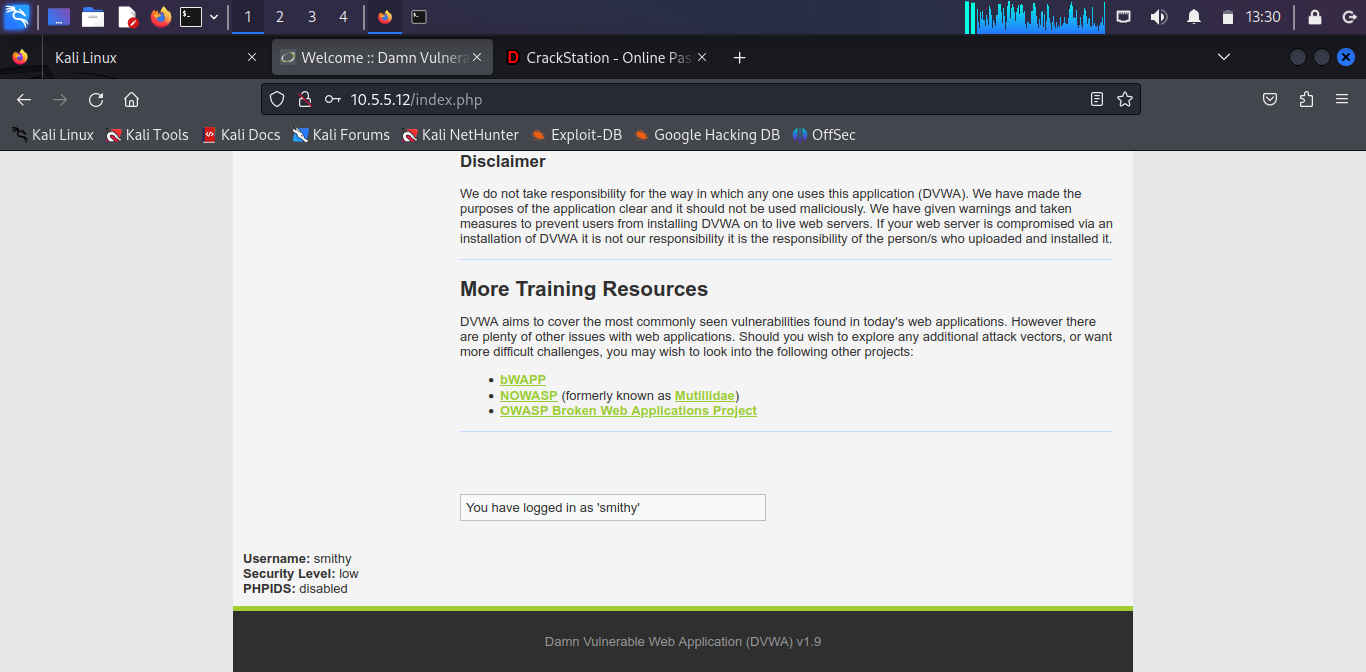 1 2 3 4 13:30
Kali Linux
Welcome :: Damn Vulnera
CrackStation - Online Pas
10.5.5.12/index.php
Kali Linux Kali Tools Kali Docs Kali Forums Kali NetHunter Exploit-DB Google Hacking DB OffSec
Disclaimer
We do not take responsibility for the way in which any one uses this application (DVWA). We have made the
purposes of the application clear and it should not be used maliciously. We have given warnings and taken
measures to prevent users from installing DVWA on to live web servers. If your web server is compromised via an
installation of DVWA it is not our responsibility it is the responsibility of the person/s who uploaded and installed it.
More Training Resources
DVWA aims to cover the most commonly seen vulnerabilities found in today's web applications. However there
are plenty of other issues with web applications. Should you wish to explore any additional attack vectors, or want
more difficult challenges, you may wish to look into the following other projects:
• bWAPP
• NOWASP (formerly known as Mutillidae)
• OWASP Broken Web Applications Project
You have logged in as 'smithy'
Username: smithy
Security Level: low
PHPIDS: disabled
Damn Vulnerable Web Application (DVWA) v1.9